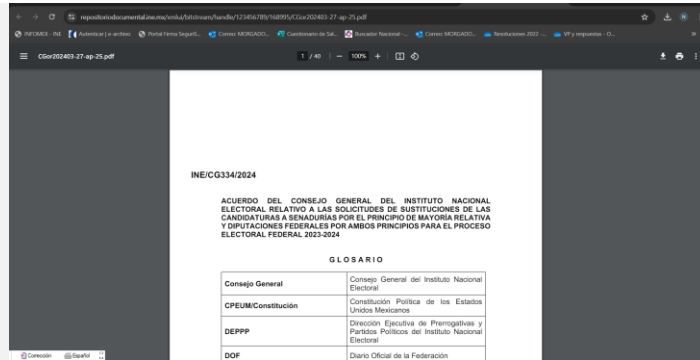 repositoriodocumental.ine.mx/xmlui/bitstream/handle/123456789/168995/CGor202403-27-ap-25.pdf
INFOMEX - INE
Autenticar | e-archivo
Portal Firma Seguri8...
Correo: MORGADO...
Cuestionario de Sat...
Buscador Nacional -...
Correo: MORGADO...
Resoluciones 2022 -...
VP y respuestas - O...
CGor202403-27-ap-25.pdf
1 / 40
100%
INE/CG334/2024
ACUERDO DEL CONSEJO GENERAL DEL INSTITUTO NACIONAL
ELECTORAL RELATIVO A LAS SOLICITUDES DE SUSTITUCIONES DE LAS
CANDIDATURAS A SENADURÍAS POR EL PRINCIPIO DE MAYORÍA RELATIVA
Y DIPUTACIONES FEDERALES POR AMBOS PRINCIPIOS PARA EL PROCESO
ELECTORAL FEDERAL 2023-2024
GLOSARIO
Consejo General
Consejo General del Instituto Nacional
Electoral
CPEUM/Constitución
Constitución Política de los Estados
Unidos Mexicanos
DEPPP
Dirección Ejecutiva de Prerrogativas y
Partidos Políticos del Instituto Nacional
Electoral
DOF
Diario Oficial de la Federación
Corrección
Español